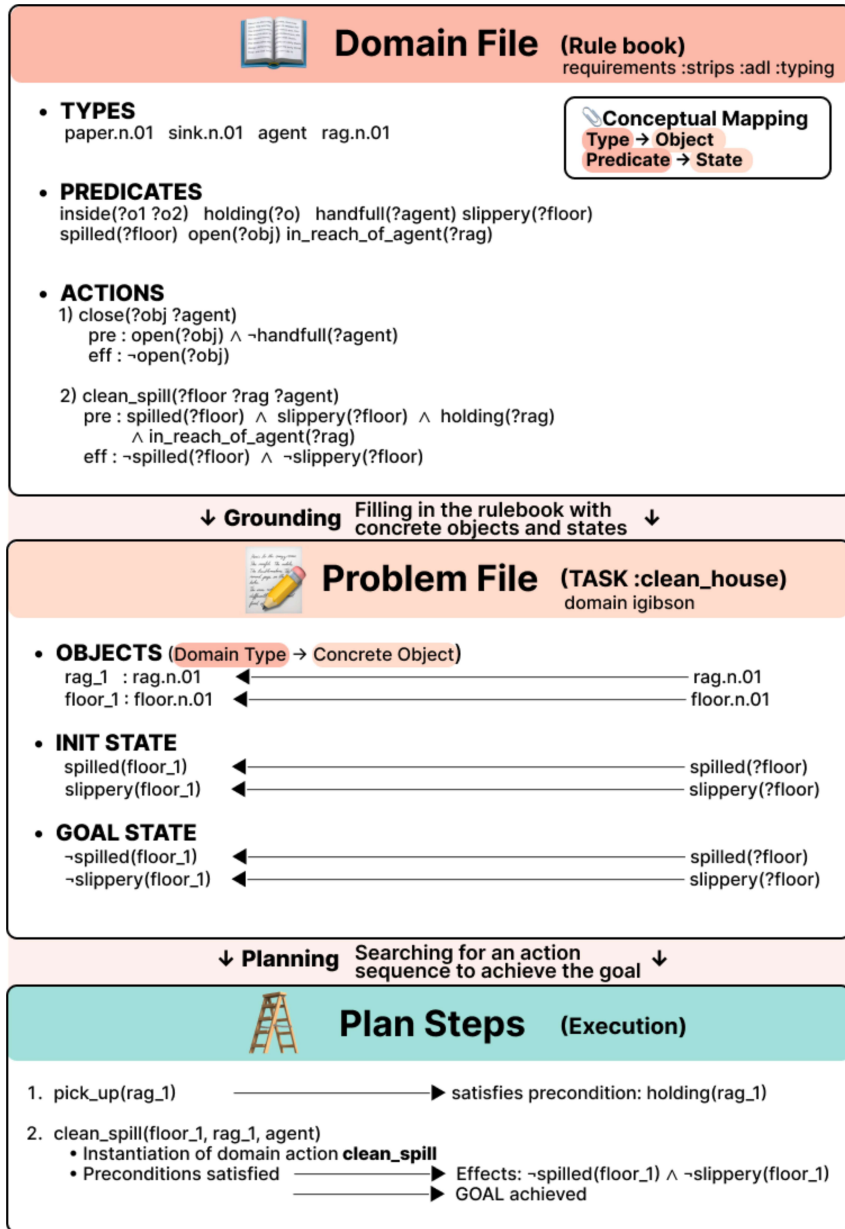 Domain File (Rule book)
requirements :strips :adl :typing
• TYPES
paper.n.01 sink.n.01 agent rag.n.01
Conceptual Mapping
Type → Object
Predicate → State
• PREDICATES
inside(?o1 ?o2) holding(?o) handfull(?agent) slippery(?floor)
spilled(?floor) open(?obj) in_reach_of_agent(?rag)
• ACTIONS
1) close(?obj ?agent)
pre : open(?obj) ∧ ¬handfull(?agent)
eff : ¬open(?obj)
2) clean_spill(?floor ?rag ?agent)
pre : spilled(?floor) ∧ slippery(?floor) ∧ holding(?rag)
∧ in_reach_of_agent(?rag)
eff : ¬spilled(?floor) ∧ ¬slippery(?floor)
↓ Grounding Filling in the rulebook with ↓
concrete objects and states
Problem File (TASK :clean_house)
domain igibson
• OBJECTS (Domain Type → Concrete Object)
rag_1 : rag.n.01 rag.n.01
floor_1 : floor.n.01 floor.n.01
• INIT STATE
spilled(floor_1) spilled(?floor)
slippery(floor_1) slippery(?floor)
• GOAL STATE
¬spilled(floor_1) spilled(?floor)
¬slippery(floor_1) slippery(?floor)
↓ Planning Searching for an action ↓
sequence to achieve the goal
Plan Steps (Execution)
1. pick_up(rag_1) satisfies precondition: holding(rag_1)
2. clean_spill(floor_1, rag_1, agent)
• Instantiation of domain action clean_spill
• Preconditions satisfied Effects: ¬spilled(floor_1) ∧ ¬slippery(floor_1)
GOAL achieved